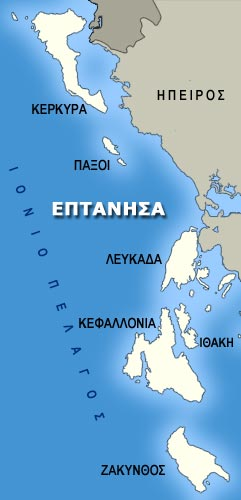 ΗΠΕΙΡΟΣ
ΚΕΡΚΥΡΑ
ΠΑΞΟΙ
ΙΟΝΙΟ ΠΕΛΑΓΟΣ
ΕΠΤΑΝΗΣΑ
ΛΕΥΚΑΔΑ
ΚΕΦΑΛΛΟΝΙΑ
ΙΘΑΚΗ
ΖΑΚΥΝΘΟΣ